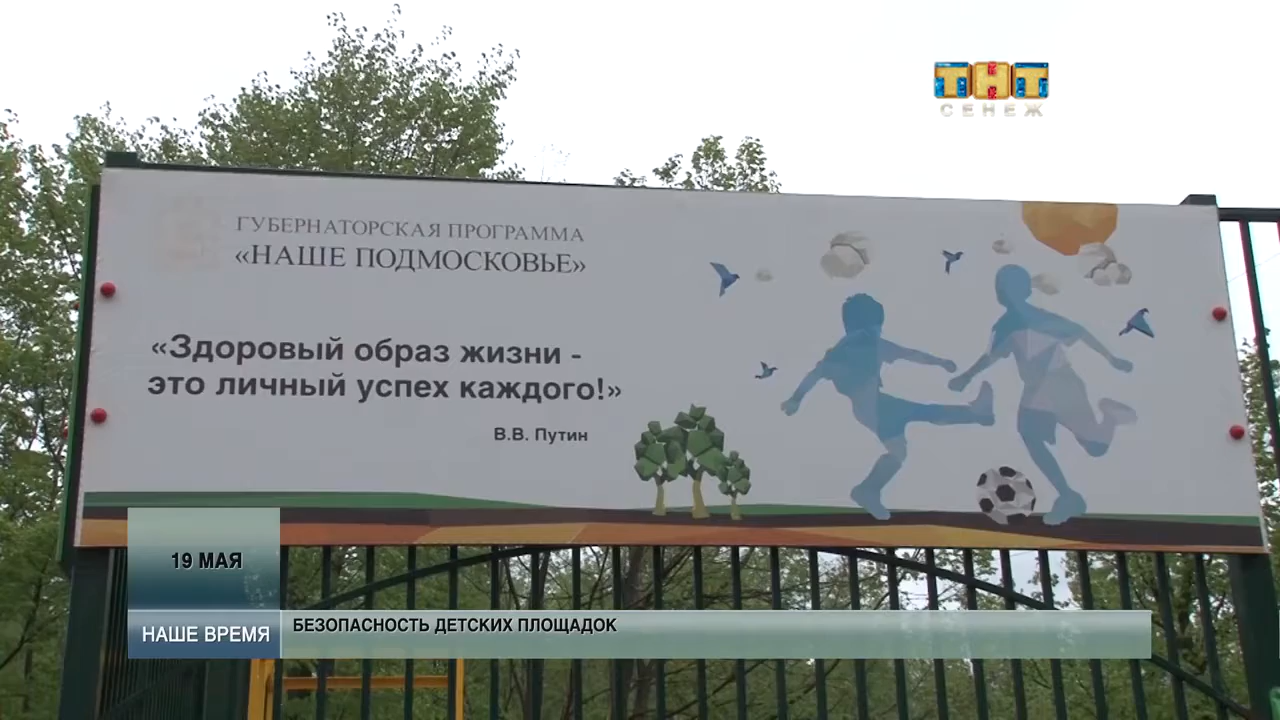 ТНТ
СЕНЕЖ
ГУБЕРНАТОРСКАЯ ПРОГРАММА
«НАШЕ ПОДМОСКОВЬЕ»
«Здоровый образ жизни -
это личный успех каждого!»
В.В. Путин
19 МАЯ
НАШЕ ВРЕМЯ
БЕЗОПАСНОСТЬ ДЕТСКИХ ПЛОЩАДОК